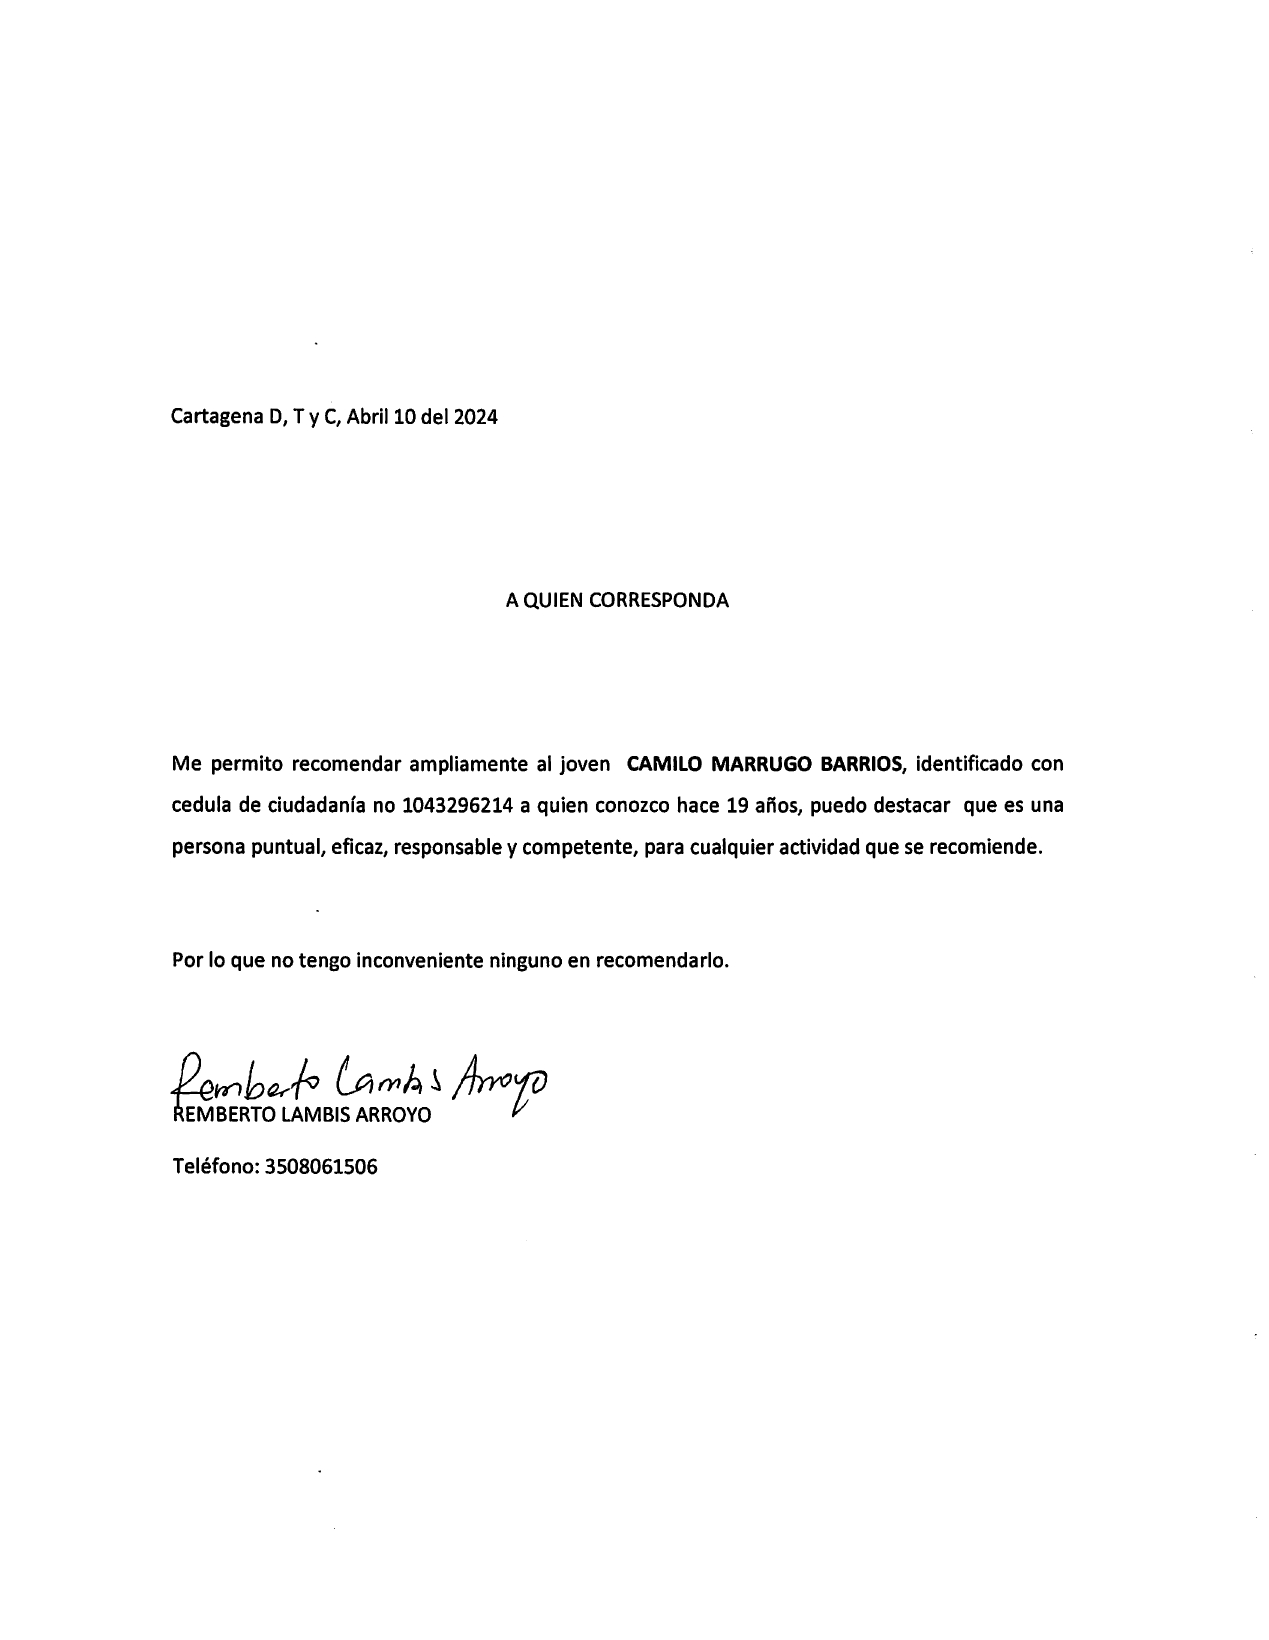 Cartagena D, T y C, Abril 10 del 2024
A QUIEN CORRESPONDA
Me permito recomendar ampliamente al joven CAMILO MARRUGO BARRIOS, identificado con
cedula de ciudadanía no 1043296214 a quien conozco hace 19 años, puedo destacar que es una
persona puntual, eficaz, responsable y competente, para cualquier actividad que se recomiende.
Por lo que no tengo inconveniente ninguno en recomendarlo.
Remberto Lambis Arroyo
REMBERTO LAMBIS ARROYO
Teléfono: 3508061506